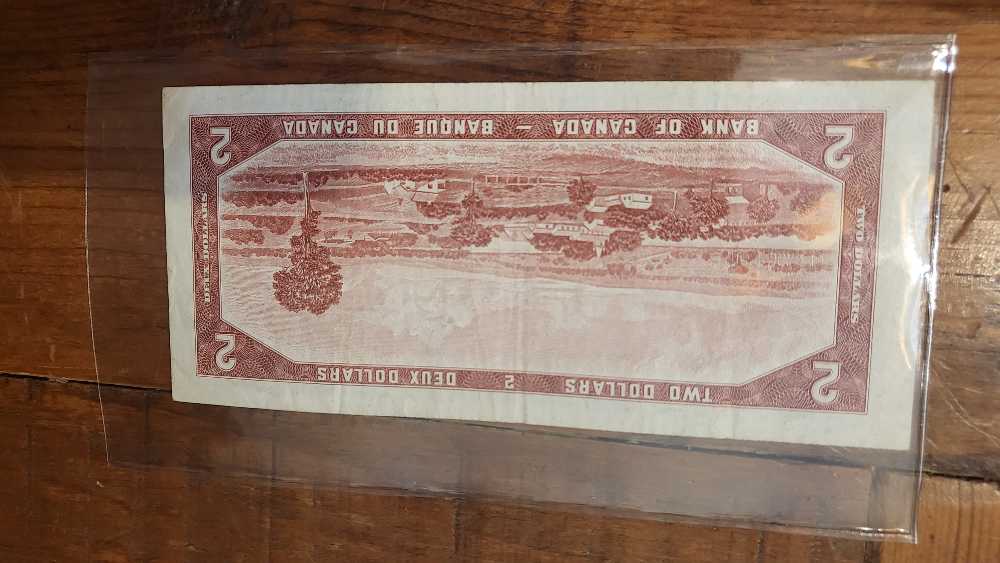 2 TWO DOLLARS 2 DEUX DOLLARS 2
DEUX DOLLARS
TWO DOLLARS
2 BANK OF CANADA — BANQUE DU CANADA 2